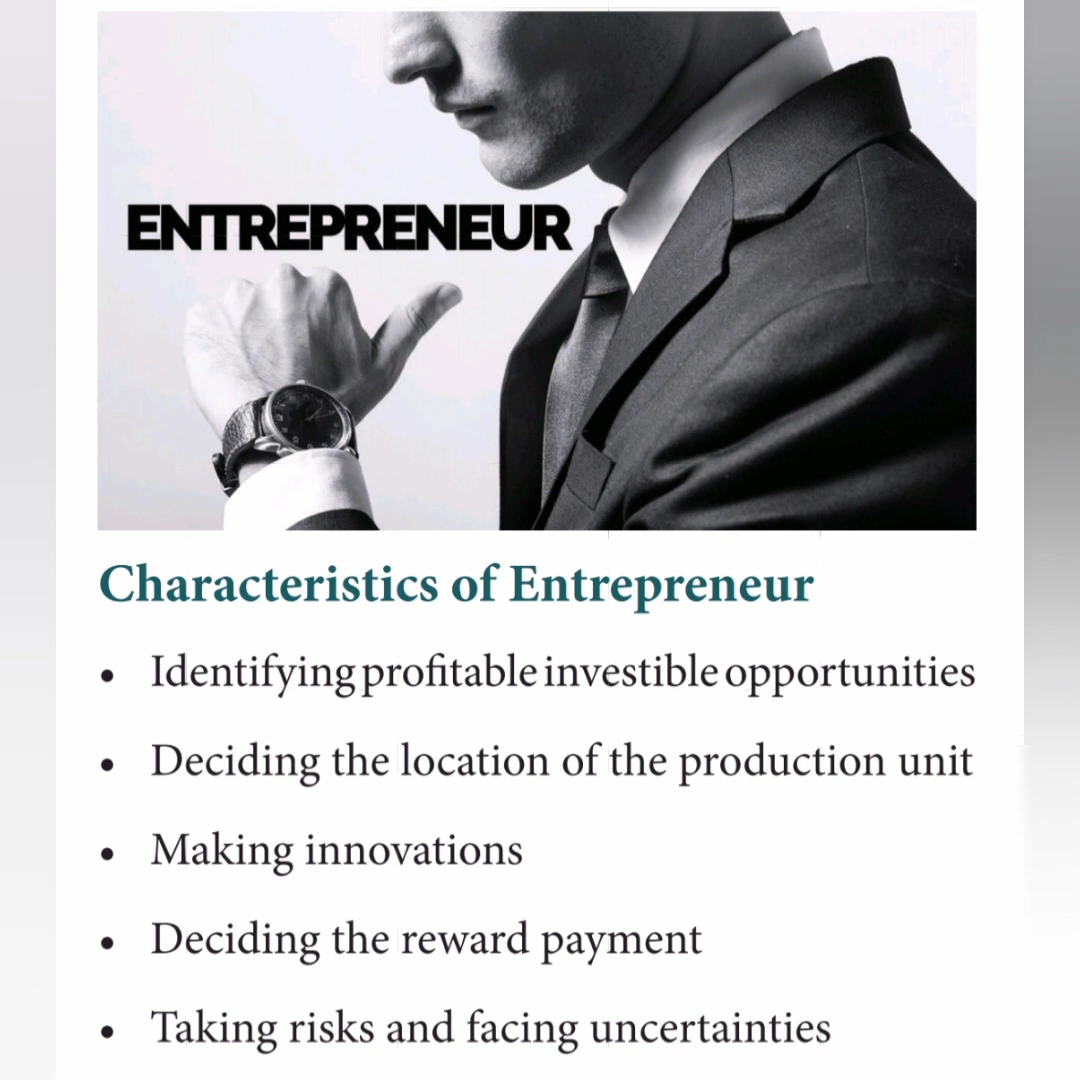 ENTREPRENEUR
Characteristics of Entrepreneur
• Identifying profitable investible opportunities
• Deciding the location of the production unit
• Making innovations
• Deciding the reward payment
• Taking risks and facing uncertainties